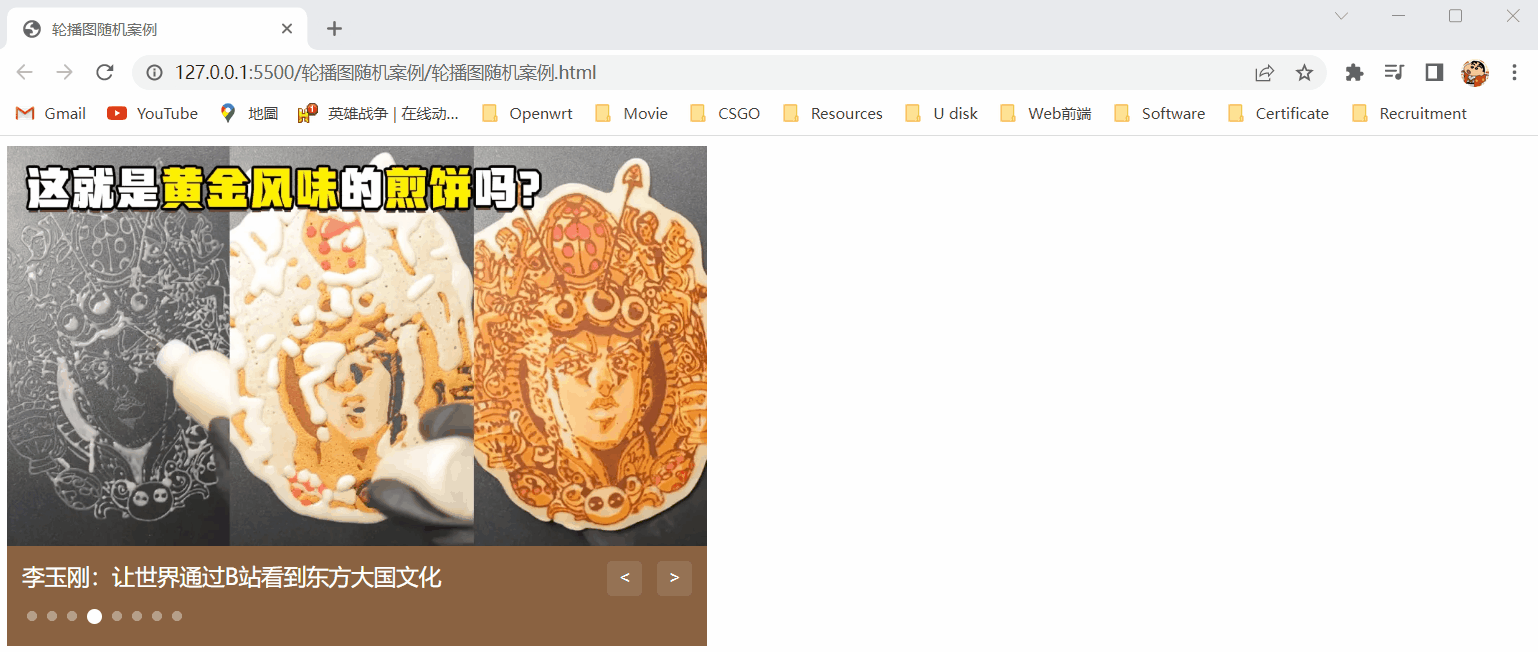 轮播图随机案例
127.0.0.1:5500/轮播图随机案例/轮播图随机案例.html
Gmail YouTube 地圖 英雄战争 | 在线动... Openwrt Movie CSGO Resources U disk Web前端 Software Certificate Recruitment
这就是黄金风味的煎饼吗?
李玉刚：让世界通过B站看到东方大国文化 < >